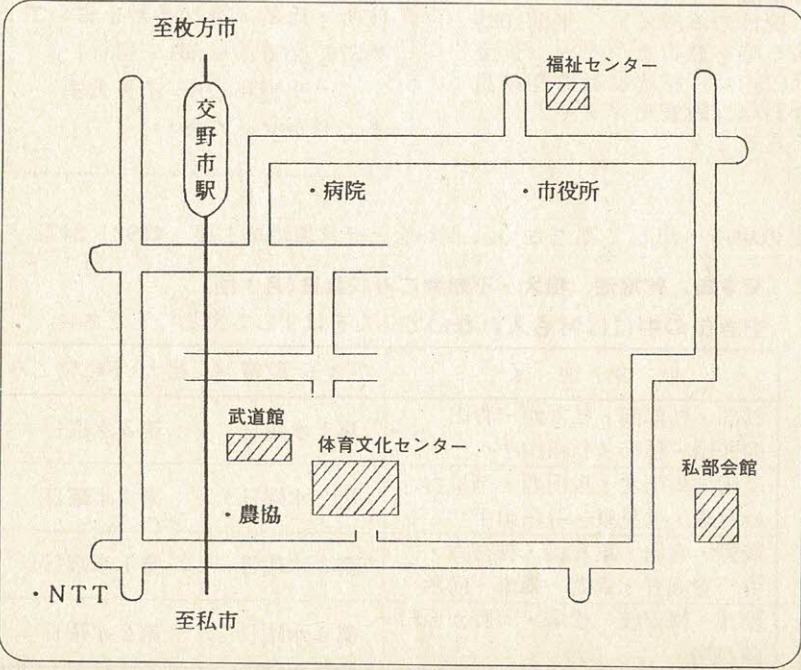 至枚方市
福祉センター
交野市駅
・病院
・市役所
武道館
体育文化センター
私部会館
・農協
・NTT
至私市